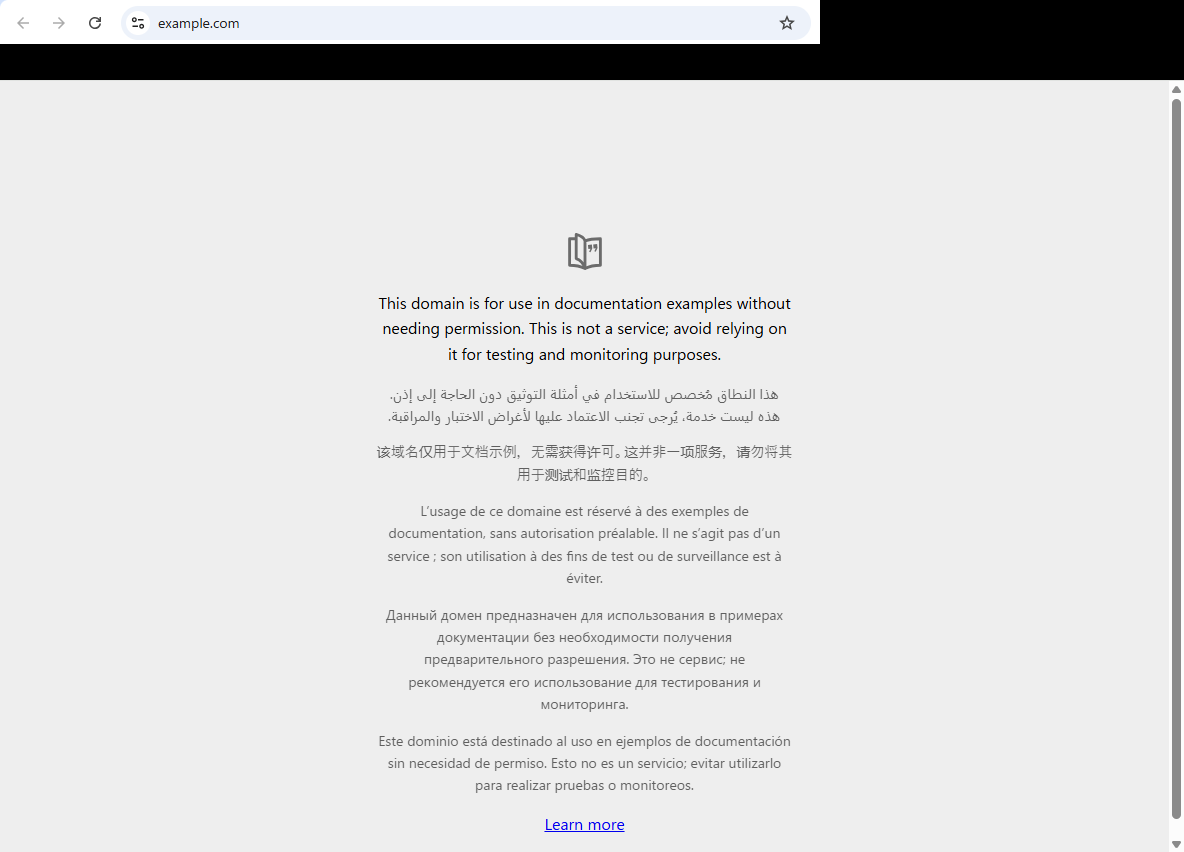 example.com
This domain is for use in documentation examples without
needing permission. This is not a service; avoid relying on
it for testing and monitoring purposes.
هذا النطاق مُخصص للاستخدام في أمثلة التوثيق دون الحاجة إلى إذن.
هذه ليست خدمة، يُرجى تجنب الاعتماد عليها لأغراض الاختبار والمراقبة.
该域名仅用于文档示例，无需获得许可。这并非一项服务，请勿将其
用于测试和监控目的。
L’usage de ce domaine est réservé à des exemples de
documentation, sans autorisation préalable. Il ne s’agit pas d’un
service ; son utilisation à des fins de test ou de surveillance est à
éviter.
Данный домен предназначен для использования в примерах
документации без необходимости получения
предварительного разрешения. Это не сервис; не
рекомендуется его использование для тестирования и
мониторинга.
Este dominio está destinado al uso en ejemplos de documentación
sin necesidad de permiso. Esto no es un servicio; evitar utilizarlo
para realizar pruebas o monitoreos.
Learn more